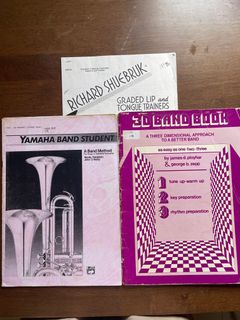 RICHARD SHUEBRUK
GRADED LIP and
TONGUE TRAINERS
YAMAHA BAND STUDENT
A Band Method
3D BAND BOOK
A THREE DIMENSIONAL APPROACH
TO A BETTER BAND
as easy as one-two-three
by james d. ployhar
& george b. zepp
1 tune up-warm up
2 key preparation
3 rhythm preparation